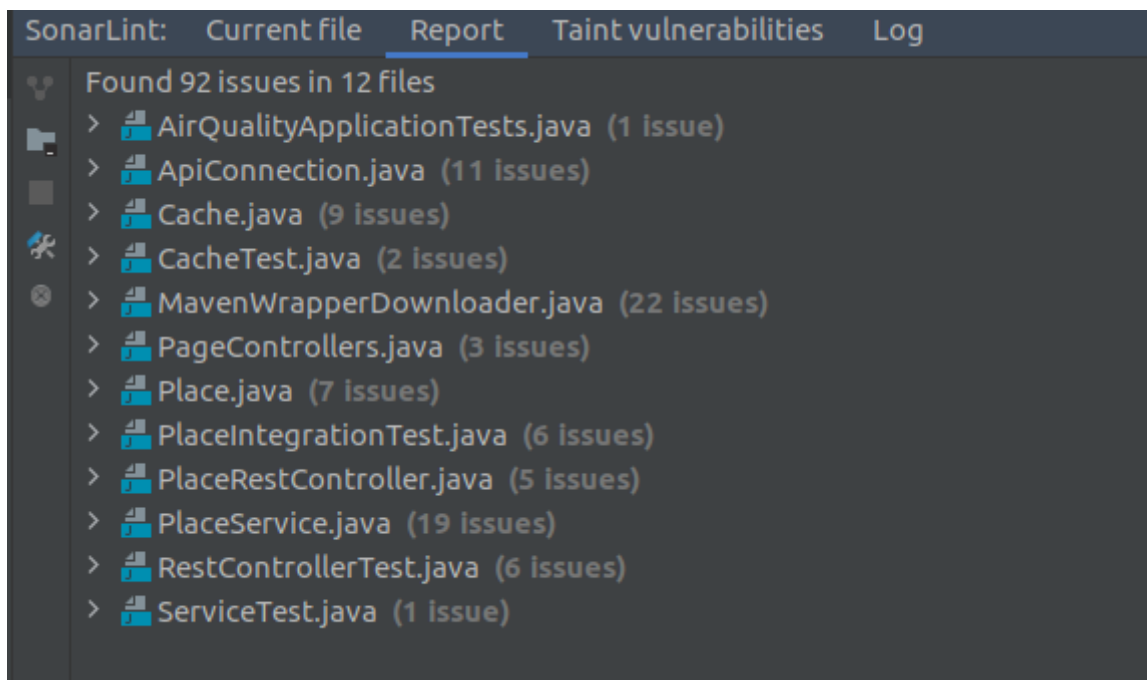 SonarLint: Current file Report Taint vulnerabilities Log
Found 92 issues in 12 files
AirQualityApplicationTests.java (1 issue)
ApiConnection.java (11 issues)
Cache.java (9 issues)
CacheTest.java (2 issues)
MavenWrapperDownloader.java (22 issues)
PageControllers.java (3 issues)
Place.java (7 issues)
PlaceIntegrationTest.java (6 issues)
PlaceRestController.java (5 issues)
PlaceService.java (19 issues)
RestControllerTest.java (6 issues)
ServiceTest.java (1 issue)